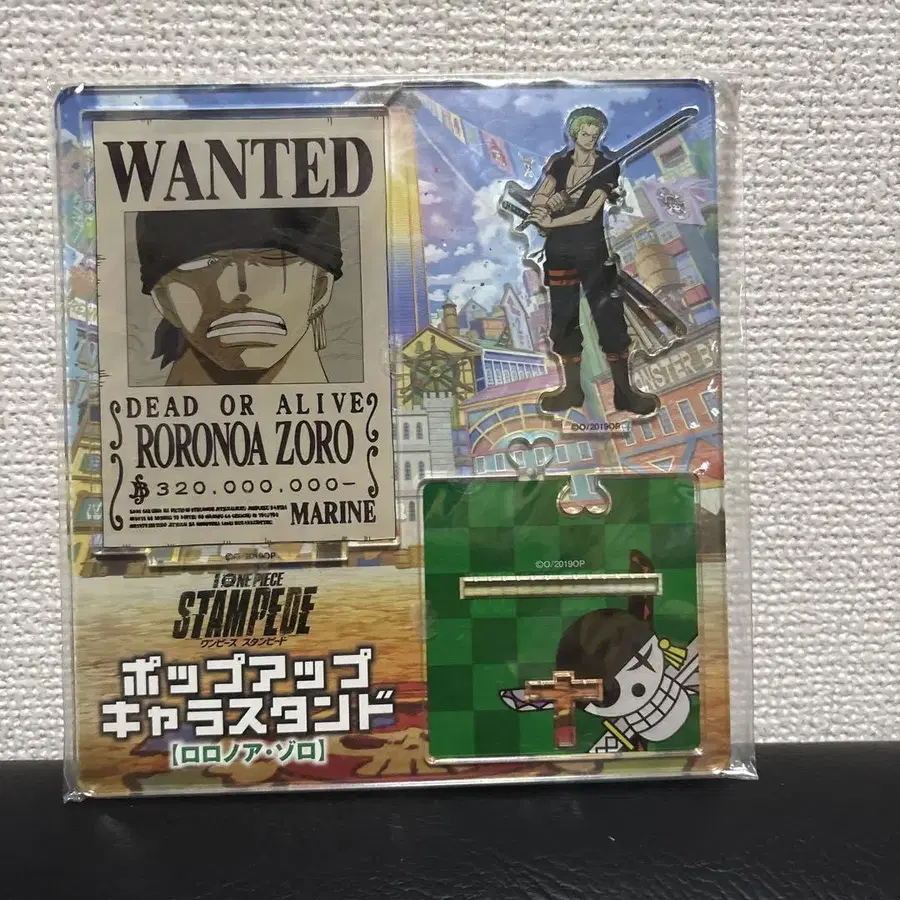 WANTED
DEAD OR ALIVE
RORONOA ZORO
320,000,000-
MARINE
©O/2019OP
©O/2019OP
©O/2019OP
ONE PIECE
STAMPEDE
ワンピース スタンピード
ポップアップ
キャラスタンド
【ロロノア・ゾロ】